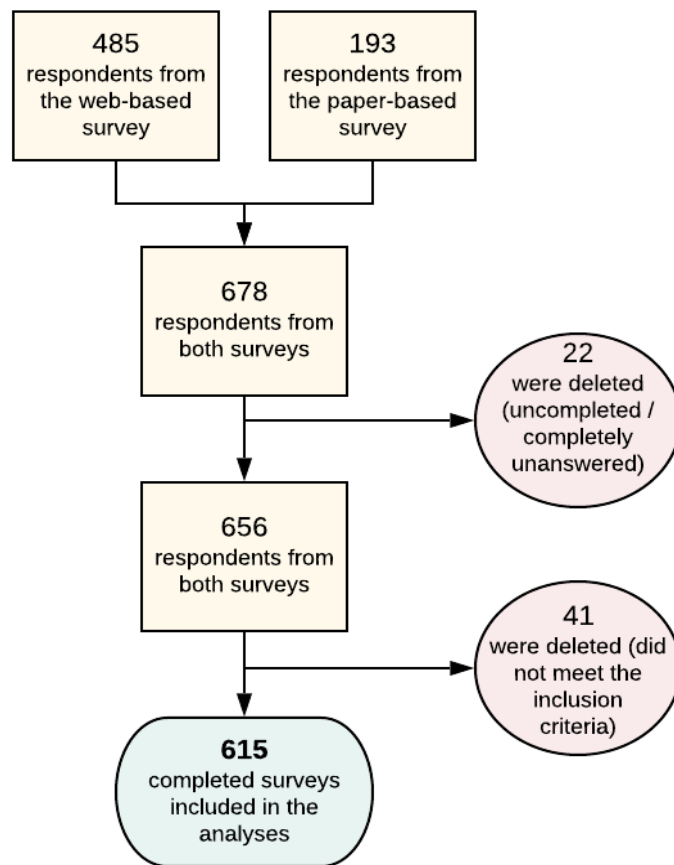 485
respondents from
the web-based
survey
193
respondents from
the paper-based
survey
678
respondents from
both surveys
22
were deleted
(uncompleted /
completely
unanswered)
656
respondents from
both surveys
41
were deleted (did
not meet the
inclusion
criteria)
615
completed surveys
included in the
analyses